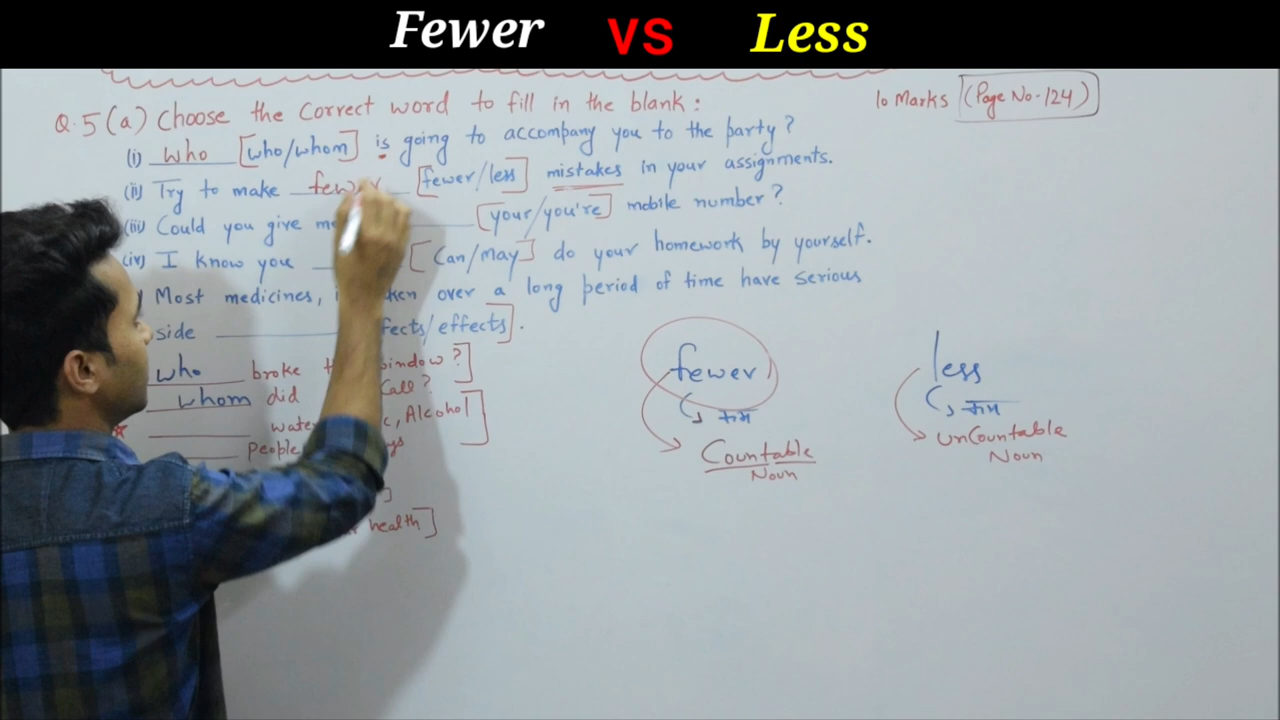 Fewer VS Less
Q.5 (a) Choose the correct word to fill in the blank: 10 Marks (Page No-124)
(i) who [who/whom] is going to accompany you to the party?
(ii) Try to make fewer [fewer/less] mistakes in your assignments.
(iii) Could you give me [your/you're] mobile number?
(iv) I know you [Can/May] do your homework by yourself.
Most medicines, over a long period of time have serious
side effects].
who broke window?]
whom did Call?
water, Alcohol]
people
health]
fewer
कम
Countable
Noun
less
कम
unCountable
Noun